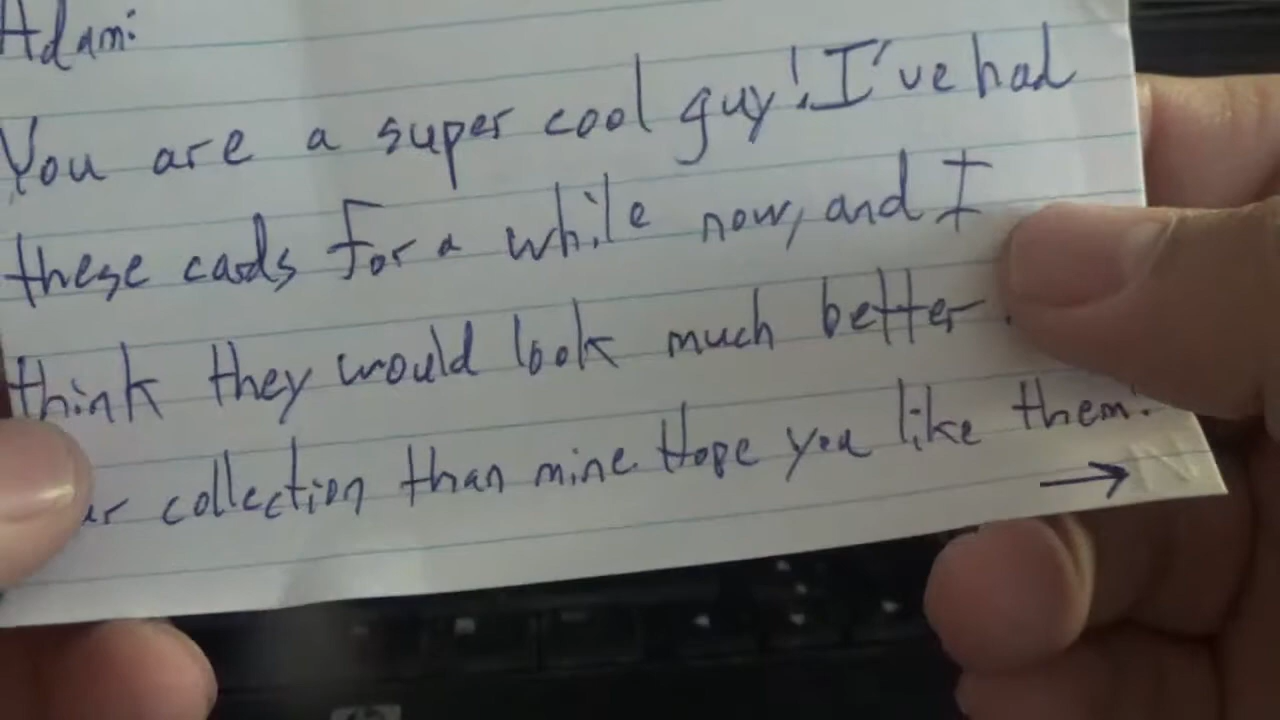 Adam:
You are a super cool guy! I've had
these cards for a while now, and I
think they would look much better
collection than mine. Hope you like them!